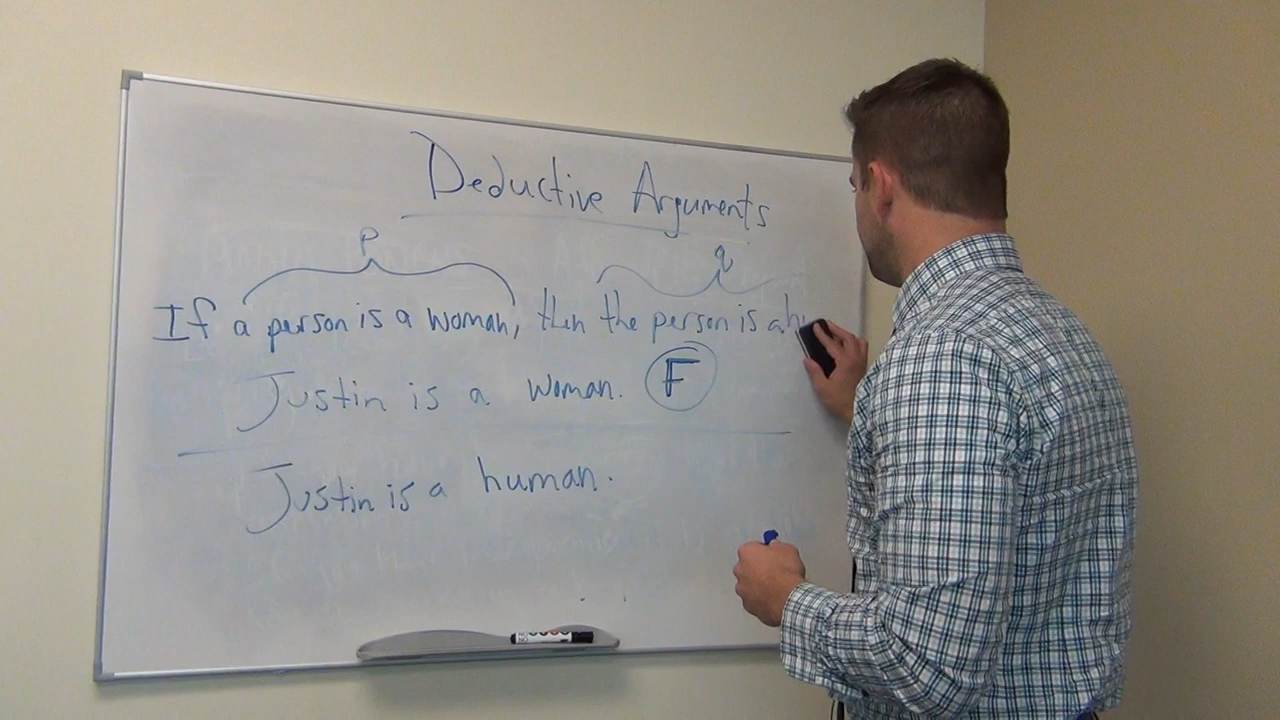 Deductive Arguments
p q
If a person is a woman, then the person is a
Justin is a woman. F
Justin is a human.